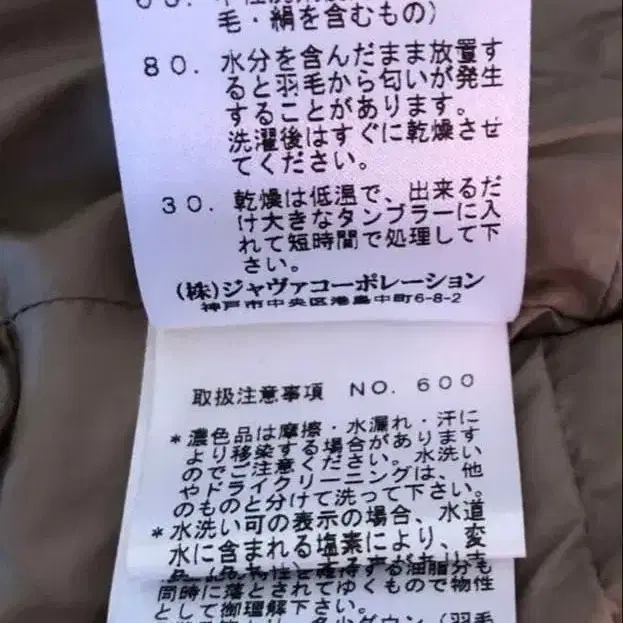 毛・絹を含むもの)
80. 水分を含んだまま放置す
ると羽毛から匂いが発生
することがあります。
洗濯後はすぐに乾燥させ
てください。
30. 乾燥は低温で、出来るだ
け大きなタンブラーに入
れて短時間で処理して下
さい。
(株)ジャヴァコーポレーション
神戸市中央区港島中町6-8-2
取扱注意事項 NO. 600
*濃色品は摩擦・水濡れ・汗に
より移染する場合があります
のでご注意ください。水洗い
やドライクリーニングは、他
のものと分けて洗って下さい。
*水洗い可の表示の場合、水道
水に含まれる塩素により、変
する油脂分も
同時に落とされてゆくもので物性
として御理解下さい。